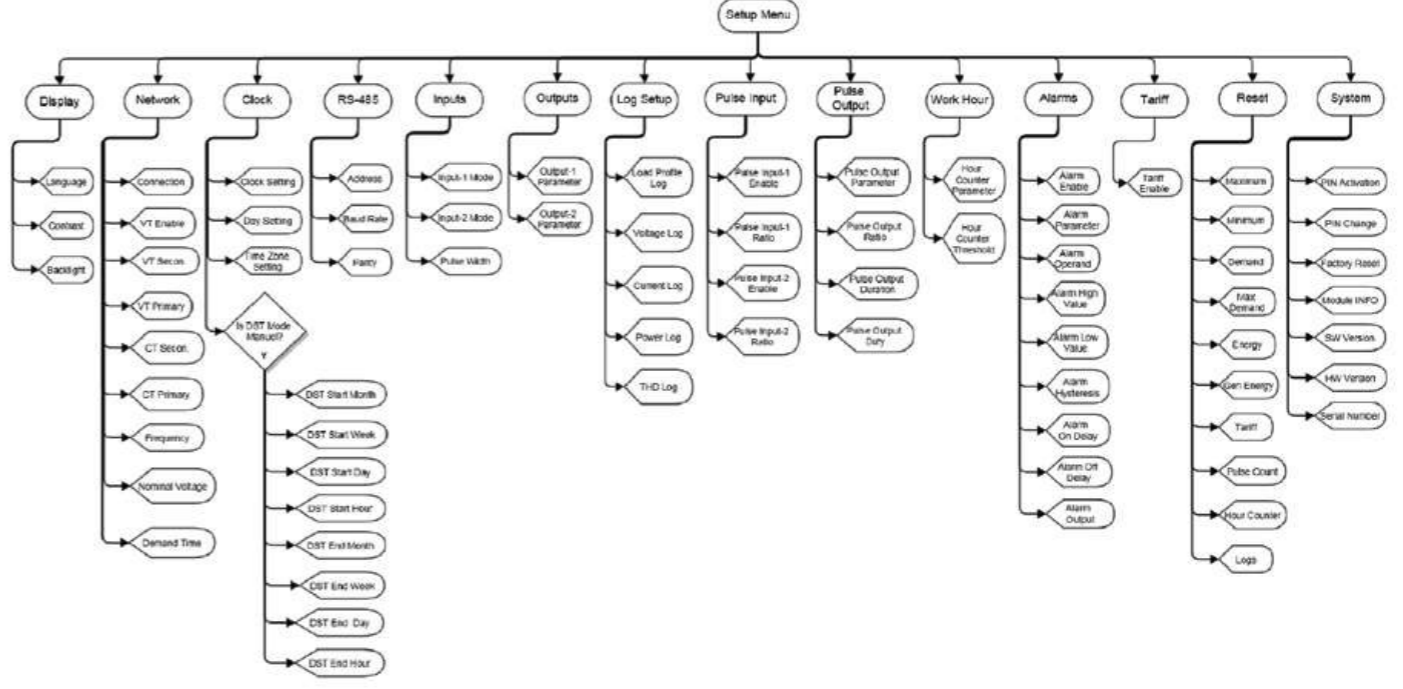 Setup Menu
Display
Network
Clock
RS-485
Inputs
Outputs
Log Setup
Pulse Input
Pulse
Output
Work Hour
Alarms
Tariff
Reset
System
Language
Contrast
Backlight
Connection
VT Enable
VT Secon.
VT Primary
CT Secon.
CT Primary
Frequency
Nominal Voltage
Demand Time
Clock Setting
Day Setting
Time Zone
Setting
Is DST Mode
Manuel?
Y
DST Start Month
DST Start Week
DST Start Day
DST Start Hour
DST End Month
DST End Week
DST End Day
DST End Hour
Address
Baud Rate
Parity
Input-1 Mode
Input-2 Mode
Pulse Width
Output-1
Parameter
Output-2
Parameter
Load Profile
Log
Voltage Log
Current Log
Power Log
THD Log
Pulse Input-1
Enable
Pulse Input-1
Ratio
Pulse Input-2
Enable
Pulse Input-2
Ratio
Pulse Output
Parameter
Pulse Output
Ratio
Pulse Output
Duration
Pulse Output
Duty
Hour
Counter
Parameter
Hour
Counter
Threshold
Alarm
Enable
Alarm
Parameter
Alarm
Operand
Alarm High
Value
Alarm Low
Value
Alarm
Hysteresis
Alarm
On Delay
Alarm Off
Delay
Alarm
Output
Tariff
Enable
Maximum
Minimum
Demand
Max
Demand
Energy
Gen Energy
Tariff
Pulse Count
Hour Counter
Logs
PIN Activation
PIN Change
Factory Reset
Module INFO
SW Version
HW Version
Serial Number